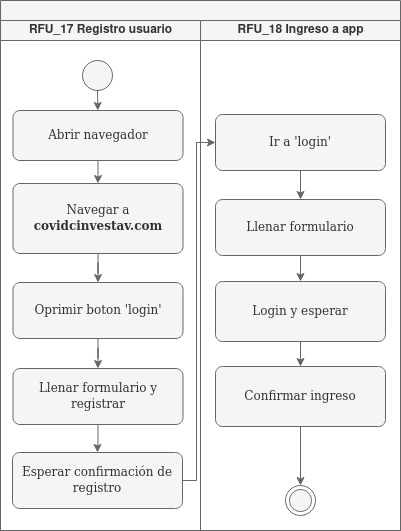 RFU_17 Registro usuario
Abrir navegador
Navegar a
covidcinvestav.com
Oprimir boton 'login'
Llenar formulario y
registrar
Esperar confirmación de
registro
RFU_18 Ingreso a app
Ir a 'login'
Llenar formulario
Login y esperar
Confirmar ingreso